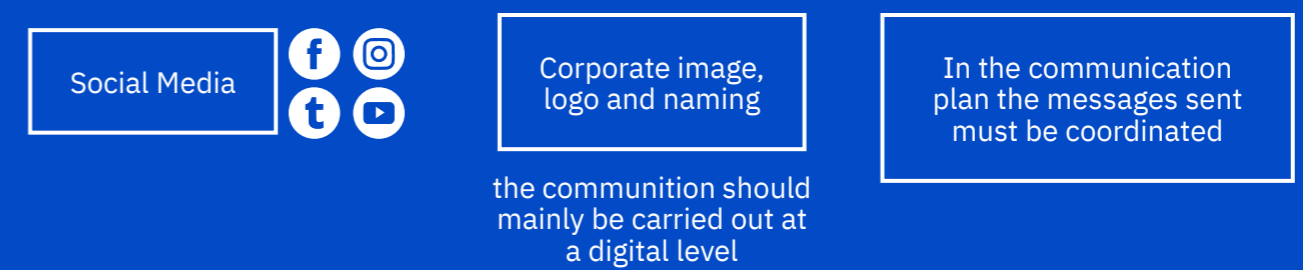 Social Media
f
t
Corporate image,
logo and naming
the communition should
mainly be carried out at
a digital level
In the communication
plan the messages sent
must be coordinated